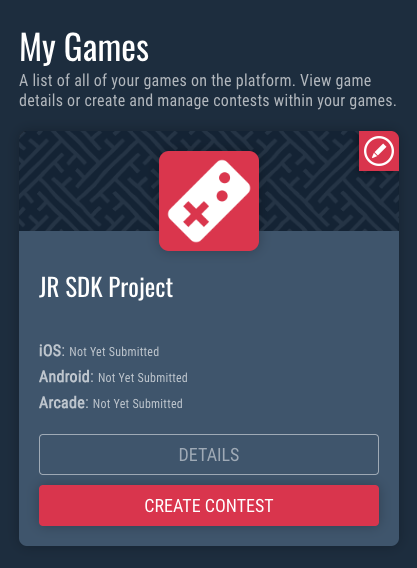 My Games
A list of all of your games on the platform. View game
details or create and manage contests within your games.
JR SDK Project
iOS: Not Yet Submitted
Android: Not Yet Submitted
Arcade: Not Yet Submitted
DETAILS
CREATE CONTEST